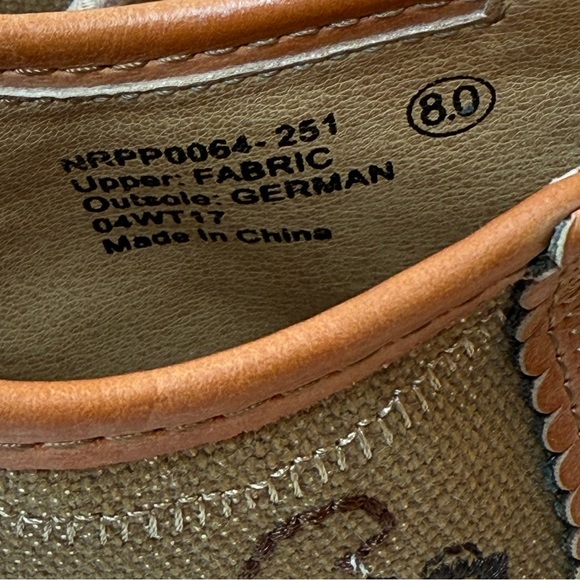 8.0
NRPP0064-251
Upper: FABRIC
Outsole: GERMAN
04WT17
Made in China